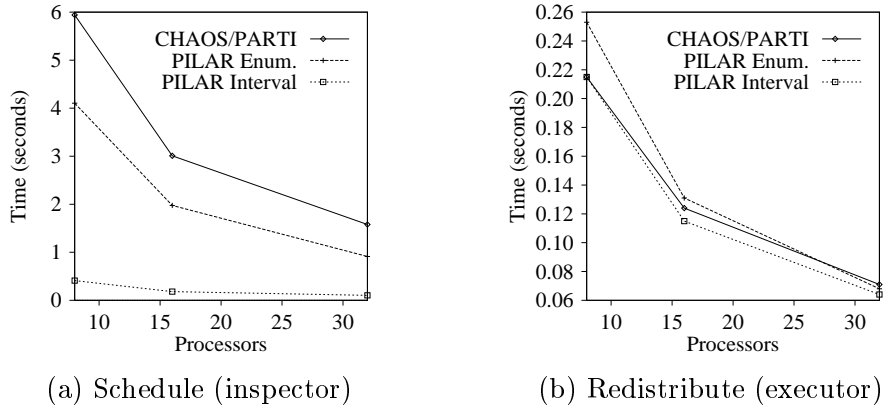 6
5
4
3
2
1
0
Time (seconds)
CHAOS/PARTI
PILAR Enum.
PILAR Interval
10 15 20 25 30
Processors
(a) Schedule (inspector)
0.26
0.24
0.22
0.20
0.18
0.16
0.14
0.12
0.10
0.08
0.06
Time (seconds)
CHAOS/PARTI
PILAR Enum.
PILAR Interval
10 15 20 25 30
Processors
(b) Redistribute (executor)